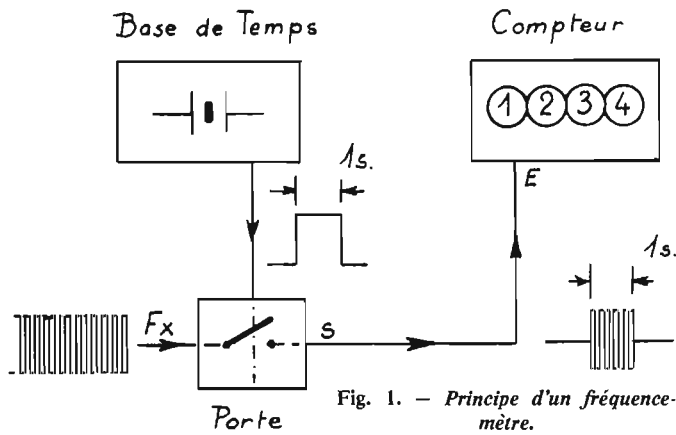 Base de Temps
Compteur
1 2 3 4
1s.
E
1s.
Fx
S
Porte
Fig. 1. — Principe d'un fréquence-
mètre.